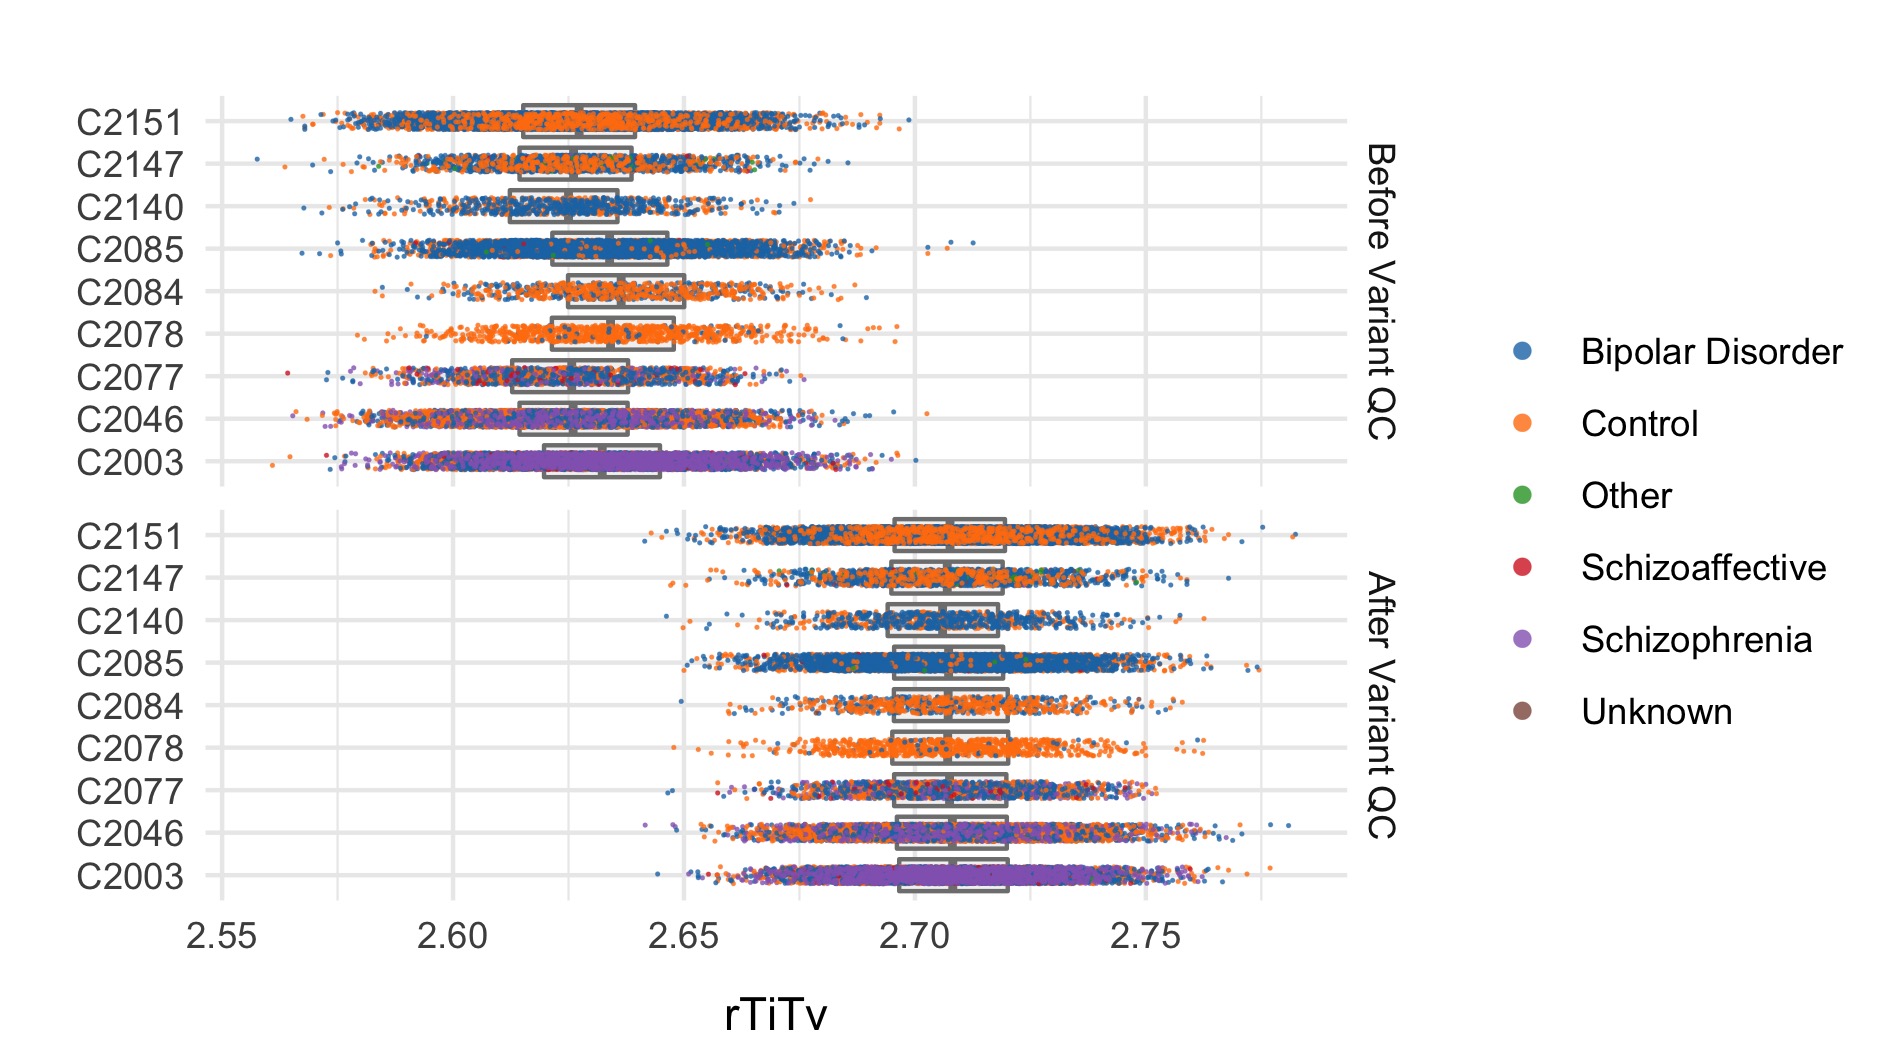 C2151
C2147
C2140
C2085
C2084
C2078
C2077
C2046
C2003
Before Variant QC
C2151
C2147
C2140
C2085
C2084
C2078
C2077
C2046
C2003
After Variant QC
2.55 2.60 2.65 2.70 2.75
rTiTv
Bipolar Disorder
Control
Other
Schizoaffective
Schizophrenia
Unknown